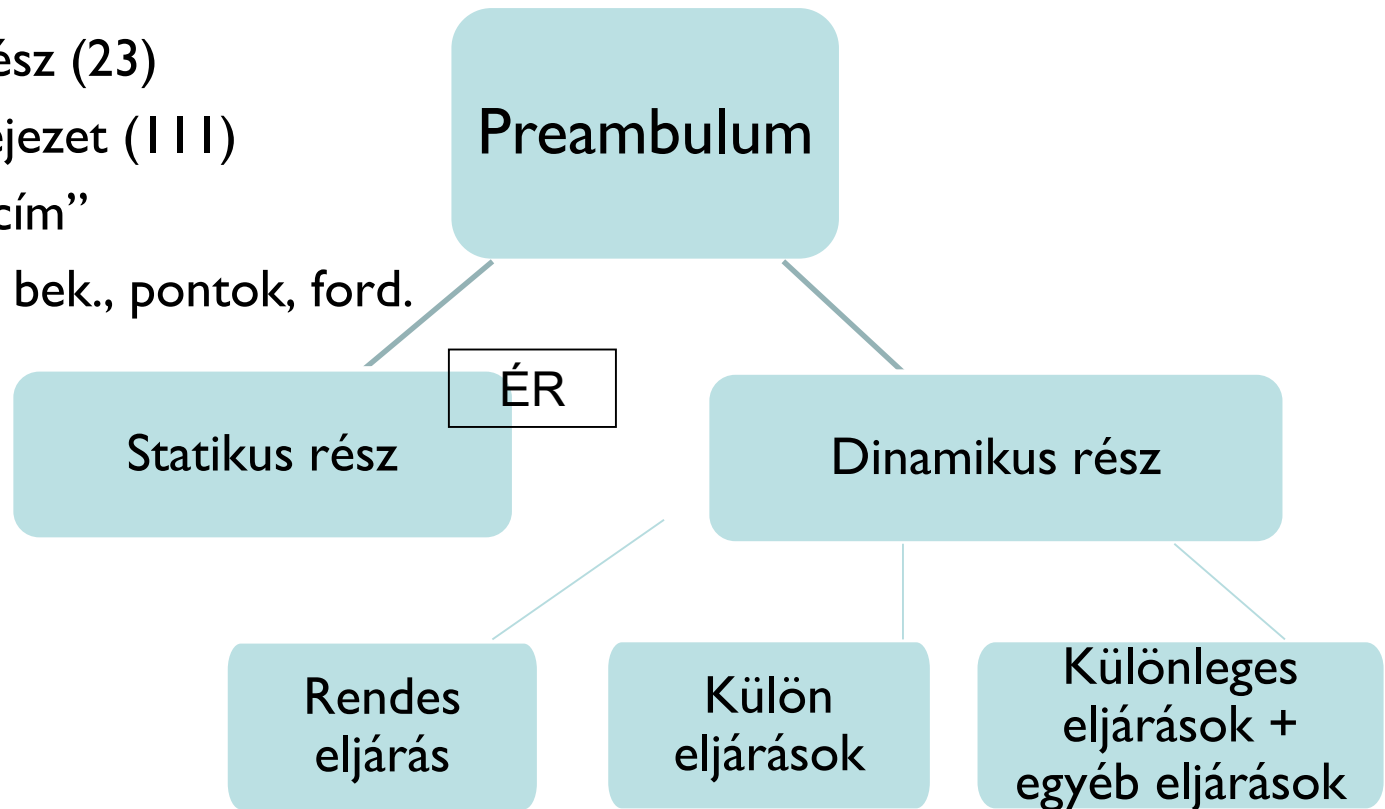 ész (23)
ejezet (111)
cím”
bek., pontok, ford.
Preambulum
ÉR
Statikus rész
Dinamikus rész
Rendes
eljárás
Külön
eljárások
Különleges
eljárások +
egyéb eljárások